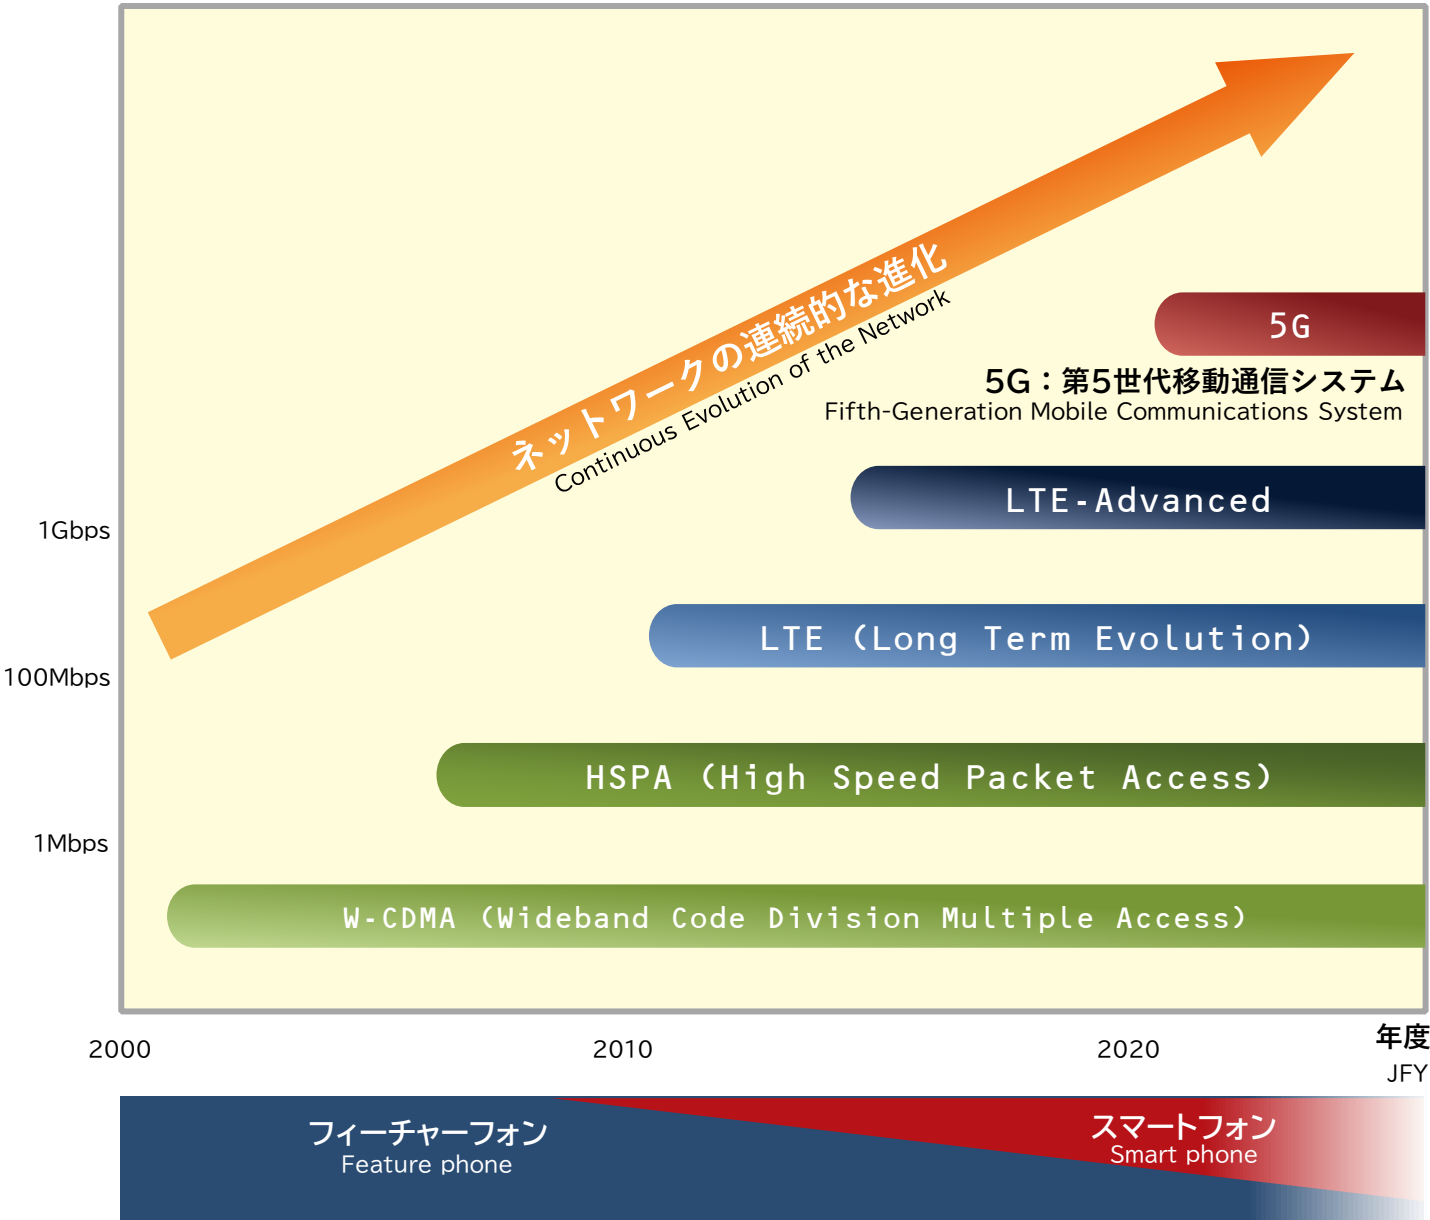 ネットワークの連続的な進化
Continuous Evolution of the Network
5G
5G：第5世代移動通信システム
Fifth-Generation Mobile Communications System
LTE-Advanced
1Gbps
LTE (Long Term Evolution)
100Mbps
HSPA (High Speed Packet Access)
1Mbps
W-CDMA (Wideband Code Division Multiple Access)
2000
2010
2020
年度
JFY
フィーチャーフォン
Feature phone
スマートフォン
Smart phone